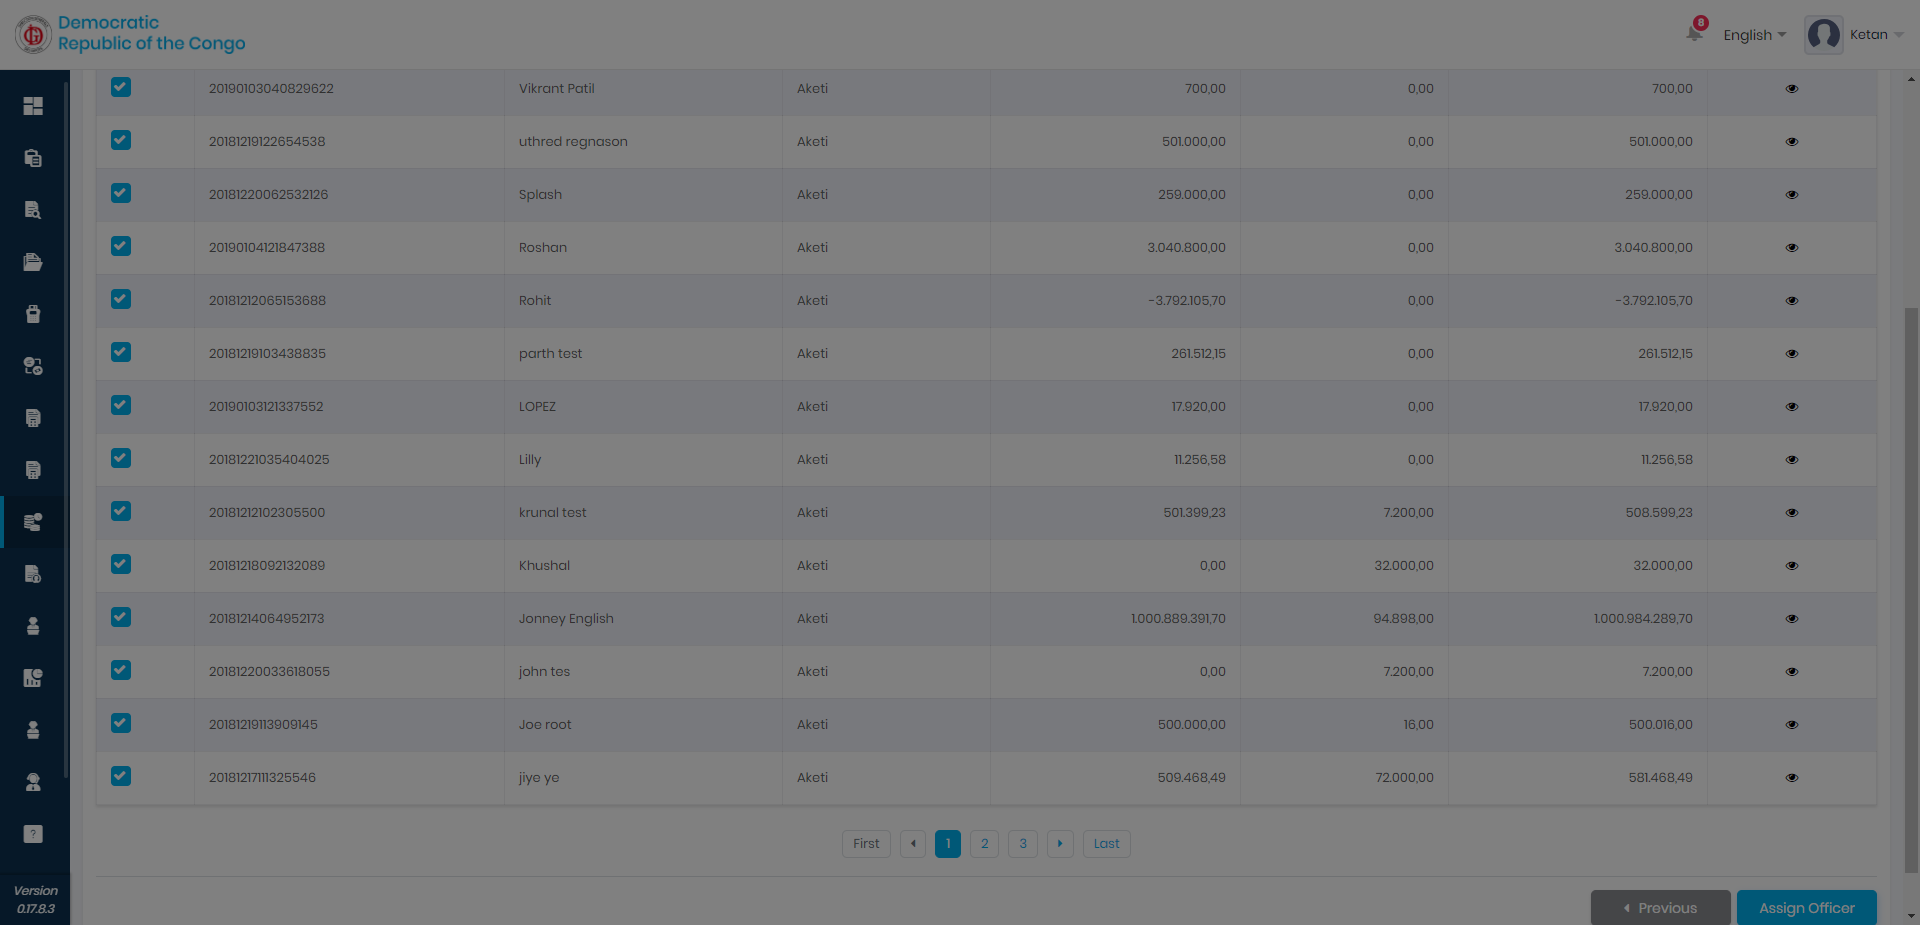 Democratic
Republic of the Congo
8
English
Ketan
20190103040829622 Vikrant Patil Aketi 700,00 0,00 700,00
20181219122654538 uthred regnason Aketi 501.000,00 0,00 501.000,00
20181220062532126 Splash Aketi 259.000,00 0,00 259.000,00
20190104121847388 Roshan Aketi 3.040.800,00 0,00 3.040.800,00
20181212065153688 Rohit Aketi -3.792.105,70 0,00 -3.792.105,70
20181219103438835 parth test Aketi 261.512,15 0,00 261.512,15
20190103121337552 LOPEZ Aketi 17.920,00 0,00 17.920,00
20181221035404025 Lilly Aketi 11.256,58 0,00 11.256,58
20181212102305500 krunal test Aketi 501.399,23 7.200,00 508.599,23
20181218092132089 Khushal Aketi 0,00 32.000,00 32.000,00
20181214064952173 Jonney English Aketi 1.000.889.391,70 94.898,00 1.000.984.289,70
20181220033618055 john tes Aketi 0,00 7.200,00 7.200,00
20181219113909145 Joe root Aketi 500.000,00 16,00 500.016,00
20181217111325546 jiye ye Aketi 509.468,49 72.000,00 581.468,49
First 1 2 3 Last
Version
0.17.8.3
Previous Assign Officer